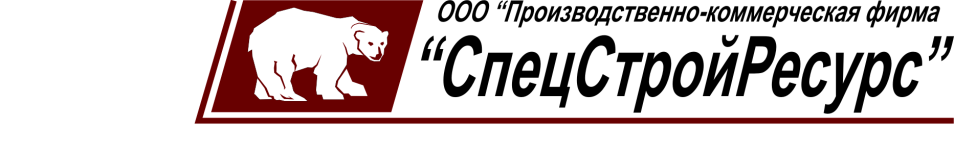 ООО “Производственно-коммерческая фирма
“СпецСтройРесурс”